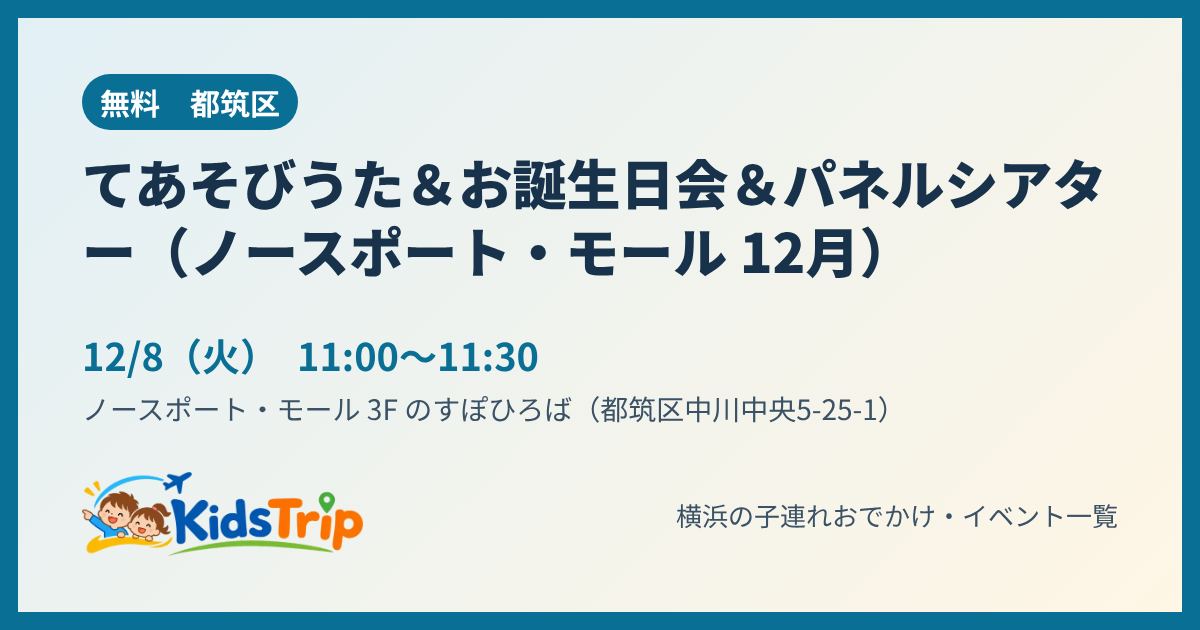 無料　都筑区
てあそびうた＆お誕生日会＆パネルシアタ
ー（ノースポート・モール 12月）
12/8（火）　11:00〜11:30
ノースポート・モール 3F のすぽひろば（都筑区中川中央5-25-1）
KidsTrip
横浜の子連れおでかけ・イベント一覧